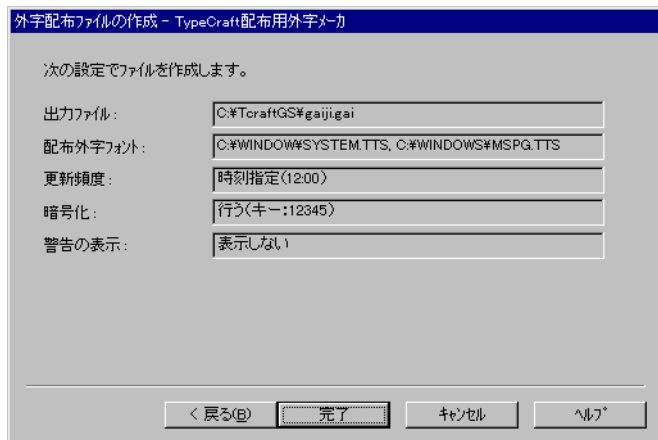 外字配布ﾌｧｲﾙの作成 - TypeCraft配布用外字ﾒｰｶ
次の設定でﾌｧｲﾙを作成します。
出力ﾌｧｲﾙ: C:¥TcraftGS¥gaiji.gai
配布外字ﾌｫﾝﾄ: C:¥WINDOW¥SYSTEM.TTS, C:¥WINDOWS¥MSPG.TTS
更新頻度: 時刻指定(12:00)
暗号化: 行う(キー:12345)
警告の表示: 表示しない
< 戻る(B) 完了 ｷｬﾝｾﾙ ﾍﾙﾌﾟ